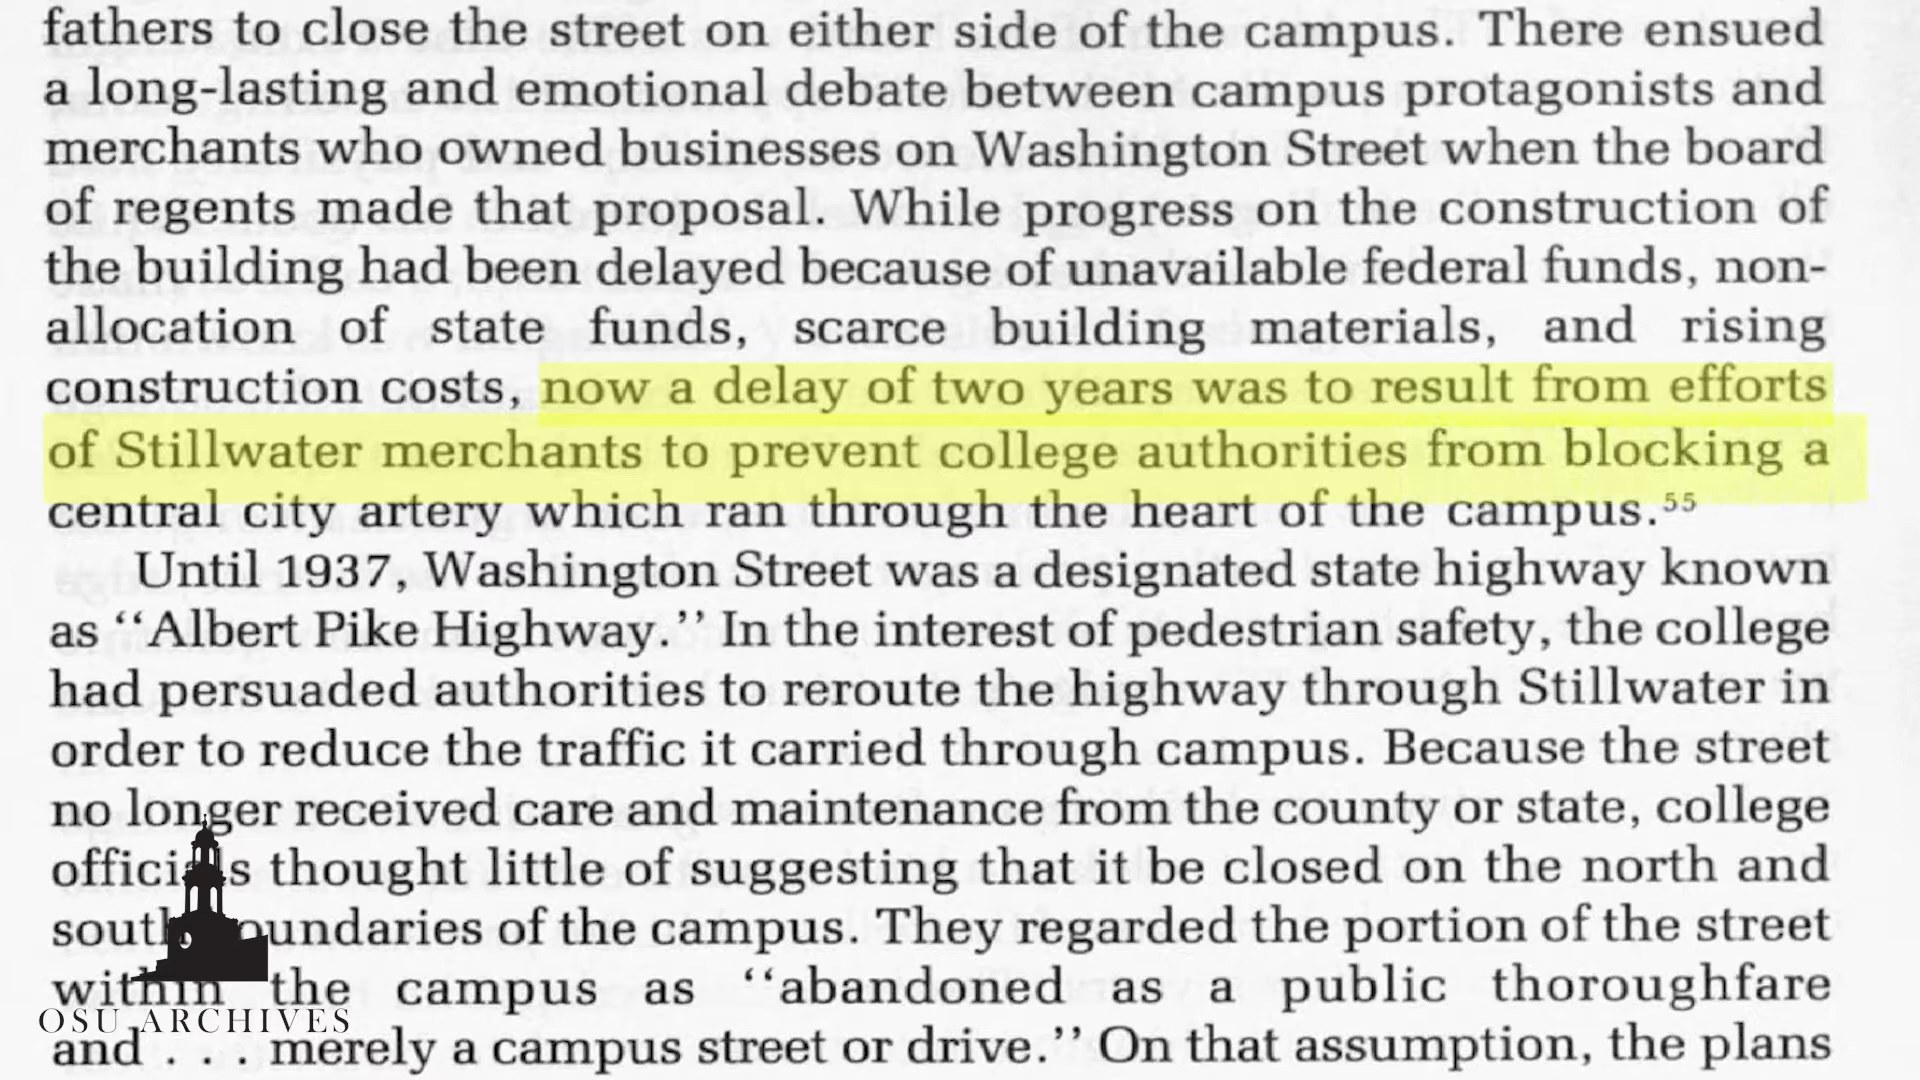 fathers to close the street on either side of the campus. There ensued
a long-lasting and emotional debate between campus protagonists and
merchants who owned businesses on Washington Street when the board
of regents made that proposal. While progress on the construction of
the building had been delayed because of unavailable federal funds, non-
allocation of state funds, scarce building materials, and rising
construction costs, now a delay of two years was to result from efforts
of Stillwater merchants to prevent college authorities from blocking a
central city artery which ran through the heart of the campus.⁵⁵
Until 1937, Washington Street was a designated state highway known
as ‘‘Albert Pike Highway.’’ In the interest of pedestrian safety, the college
had persuaded authorities to reroute the highway through Stillwater in
order to reduce the traffic it carried through campus. Because the street
no longer received care and maintenance from the county or state, college
officials thought little of suggesting that it be closed on the north and
south boundaries of the campus. They regarded the portion of the street
within the campus as ‘‘abandoned as a public thoroughfare
and . . . merely a campus street or drive.’’ On that assumption, the plans
OSU ARCHIVES